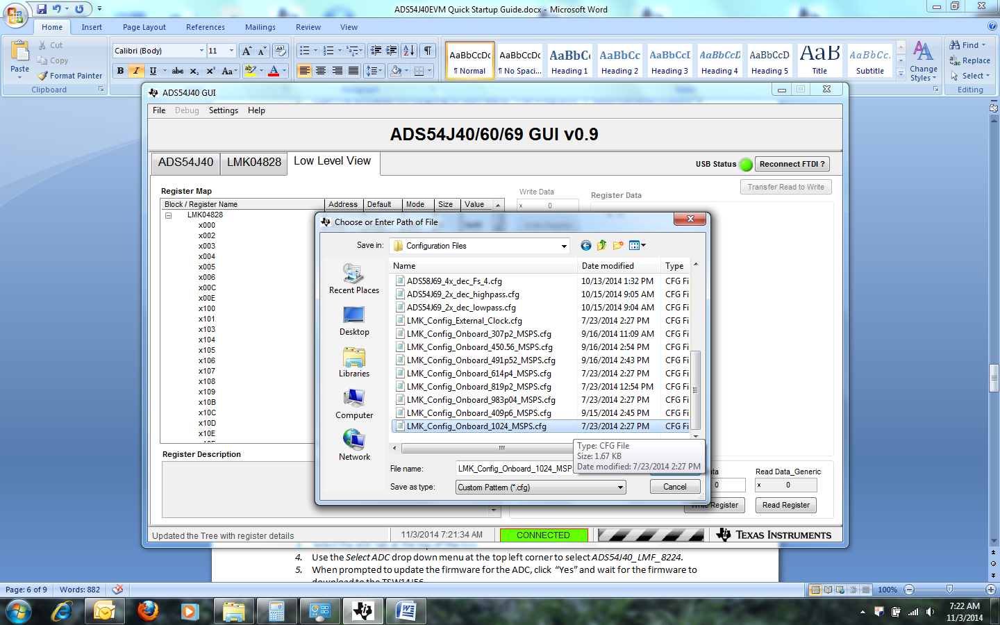 ADS54J40EVM Quick Startup Guide.docx - Microsoft Word
Home Insert Page Layout References Mailings Review View
Paste
Cut
Copy
Format Painter
Clipboard
Calibri (Body) 11
B I U abc x₂ x² Aa
AaBbCcDc AaBbCcDc AaBbC AaBbCc AaBbCcI AaBbCcD AaBbCcD AaB AaBbCc.
¶ Normal ¶ No Spaci... Heading 1 Heading 2 Heading 3 Heading 4 Heading 5 Title Subtitle
Change Styles
Find
Replace
Select
Editing
ADS54J40 GUI
File Debug Settings Help
ADS54J40/60/69 GUI v0.9
ADS54J40 LMK04828 Low Level View
USB Status Reconnect FTDI ?
Transfer Read to Write
Register Map
Block / Register Name Address Default Mode Size Value
LMK04828
x000
x002
x003
x004
x005
x006
x00C
x00E
x100
x101
x103
x104
x105
x106
x107
x108
x109
x10B
x10C
x10D
x10E
Write Data
x 0
Register Data
Register Description
Choose or Enter Path of File
Save in: Configuration Files
Recent Places
Desktop
Libraries
Computer
Network
Name Date modified Type
ADS58J69_4x_dec_Fs_4.cfg 10/13/2014 1:32 PM CFG Fi
ADS54J69_2x_dec_highpass.cfg 10/15/2014 9:05 AM CFG Fi
ADS54J69_2x_dec_lowpass.cfg 10/15/2014 9:04 AM CFG Fi
LMK_Config_External_Clock.cfg 7/23/2014 2:27 PM CFG Fi
LMK_Config_Onboard_307p2_MSPS.cfg 9/16/2014 11:09 AM CFG Fi
LMK_Config_Onboard_450.56_MSPS.cfg 9/16/2014 2:54 PM CFG Fi
LMK_Config_Onboard_491p52_MSPS.cfg 9/16/2014 2:43 PM CFG Fi
LMK_Config_Onboard_614p4_MSPS.cfg 7/23/2014 2:27 PM CFG Fi
LMK_Config_Onboard_819p2_MSPS.cfg 7/23/2014 12:54 PM CFG Fi
LMK_Config_Onboard_983p04_MSPS.cfg 7/23/2014 2:27 PM CFG Fi
LMK_Config_Onboard_409p6_MSPS.cfg 9/15/2014 2:45 PM CFG Fi
LMK_Config_Onboard_1024_MSPS.cfg 7/23/2014 2:27 PM CFG Fi
Type: CFG File
Size: 1.67 KB
Date modified: 7/23/2014 2:27 PM
File name: LMK_Config_Onboard_1024_MSP
Save as type: Custom Pattern (*.cfg)
Cancel
Read Data_Generic
0 x 0
Register Read Register
Updated the Tree with register details 11/3/2014 7:21:34 AM CONNECTED TEXAS INSTRUMENTS
4. Use the Select ADC drop down menu at the top left corner to select ADS54J40_LMF_8224.
5. When prompted to update the firmware for the ADC, click “Yes” and wait for the firmware to
download to the TSW14J56
Page: 6 of 9 Words: 882 100%
7:22 AM
11/3/2014